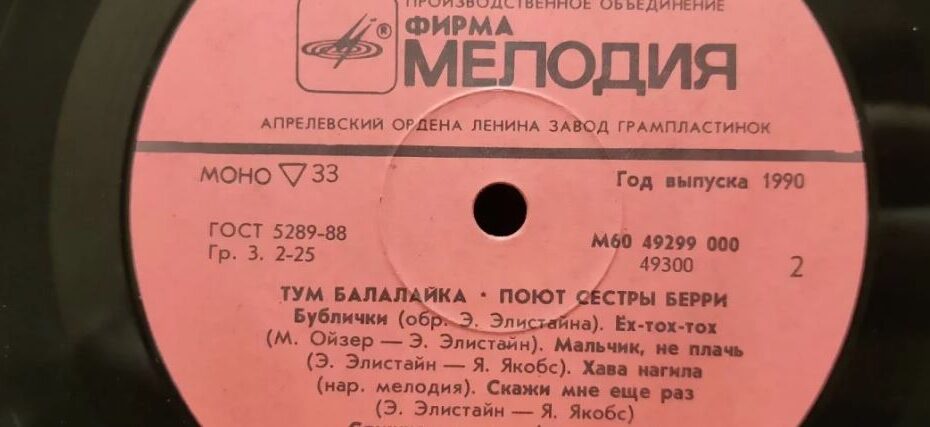 ПРОИЗВОДСТВЕННОЕ ОБЪЕДИНЕНИЕ
ФИРМА
® МЕЛОДИЯ
АПРЕЛЕВСКИЙ ОРДЕНА ЛЕНИНА ЗАВОД ГРАМПЛАСТИНОК
МОНО ▽ 33
Год выпуска 1990
ГОСТ 5289-88
Гр. 3. 2-25
М60 49299 000
49300
2
ТУМ БАЛАЛАЙКА · ПОЮТ СЕСТРЫ БЕРРИ
Бублички (обр. Э. Элистайна). Ёх-тох-тох
(М. Ойзер — Э. Элистайн). Мальчик, не плачь
(Э. Элистайн — Я. Якобс). Хава нагила
(нар. мелодия). Скажи мне еще раз
(Э. Элистайн — Я. Якобс)